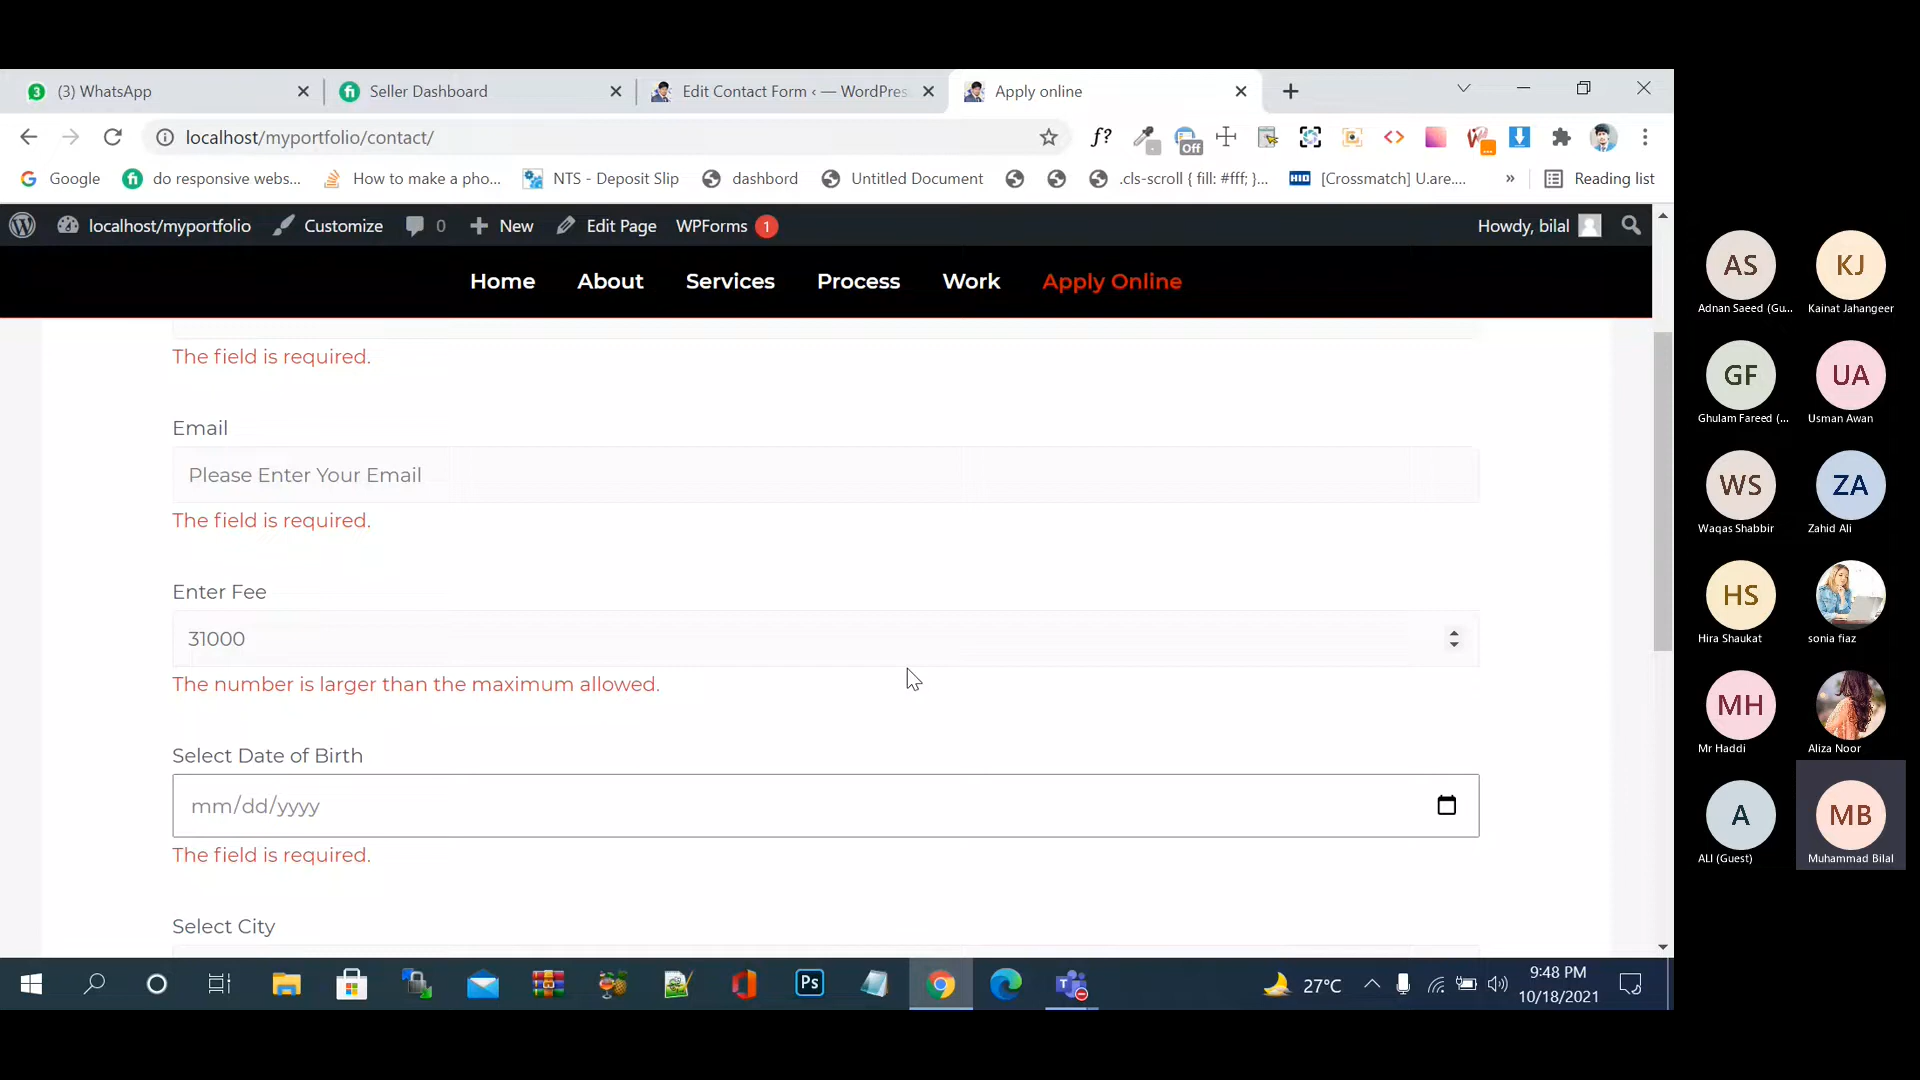 3 (3) WhatsApp
Seller Dashboard
Edit Contact Form ‹ — WordPres
Apply online
localhost/myportfolio/contact/
f?
Off
Google
do responsive webs...
How to make a pho...
NTS - Deposit Slip
dashbord
Untitled Document
.cls-scroll { fill: #fff; }...
HID [Crossmatch] U.are....
»
Reading list
localhost/myportfolio
Customize
0
New
Edit Page
WPForms 1
Howdy, bilal
Home
About
Services
Process
Work
Apply Online
The field is required.
Email
Please Enter Your Email
The field is required.
Enter Fee
31000
The number is larger than the maximum allowed.
Select Date of Birth
mm/dd/yyyy
The field is required.
Select City
Ps
27°C
9:48 PM
10/18/2021
AS
Adnan Saeed (Gu...
KJ
Kainat Jahangeer
GF
Ghulam Fareed (...
UA
Usman Awan
WS
Waqas Shabbir
ZA
Zahid Ali
HS
Hira Shaukat
sonia fiaz
MH
Mr Haddi
Aliza Noor
A
ALI (Guest)
MB
Muhammad Bilal